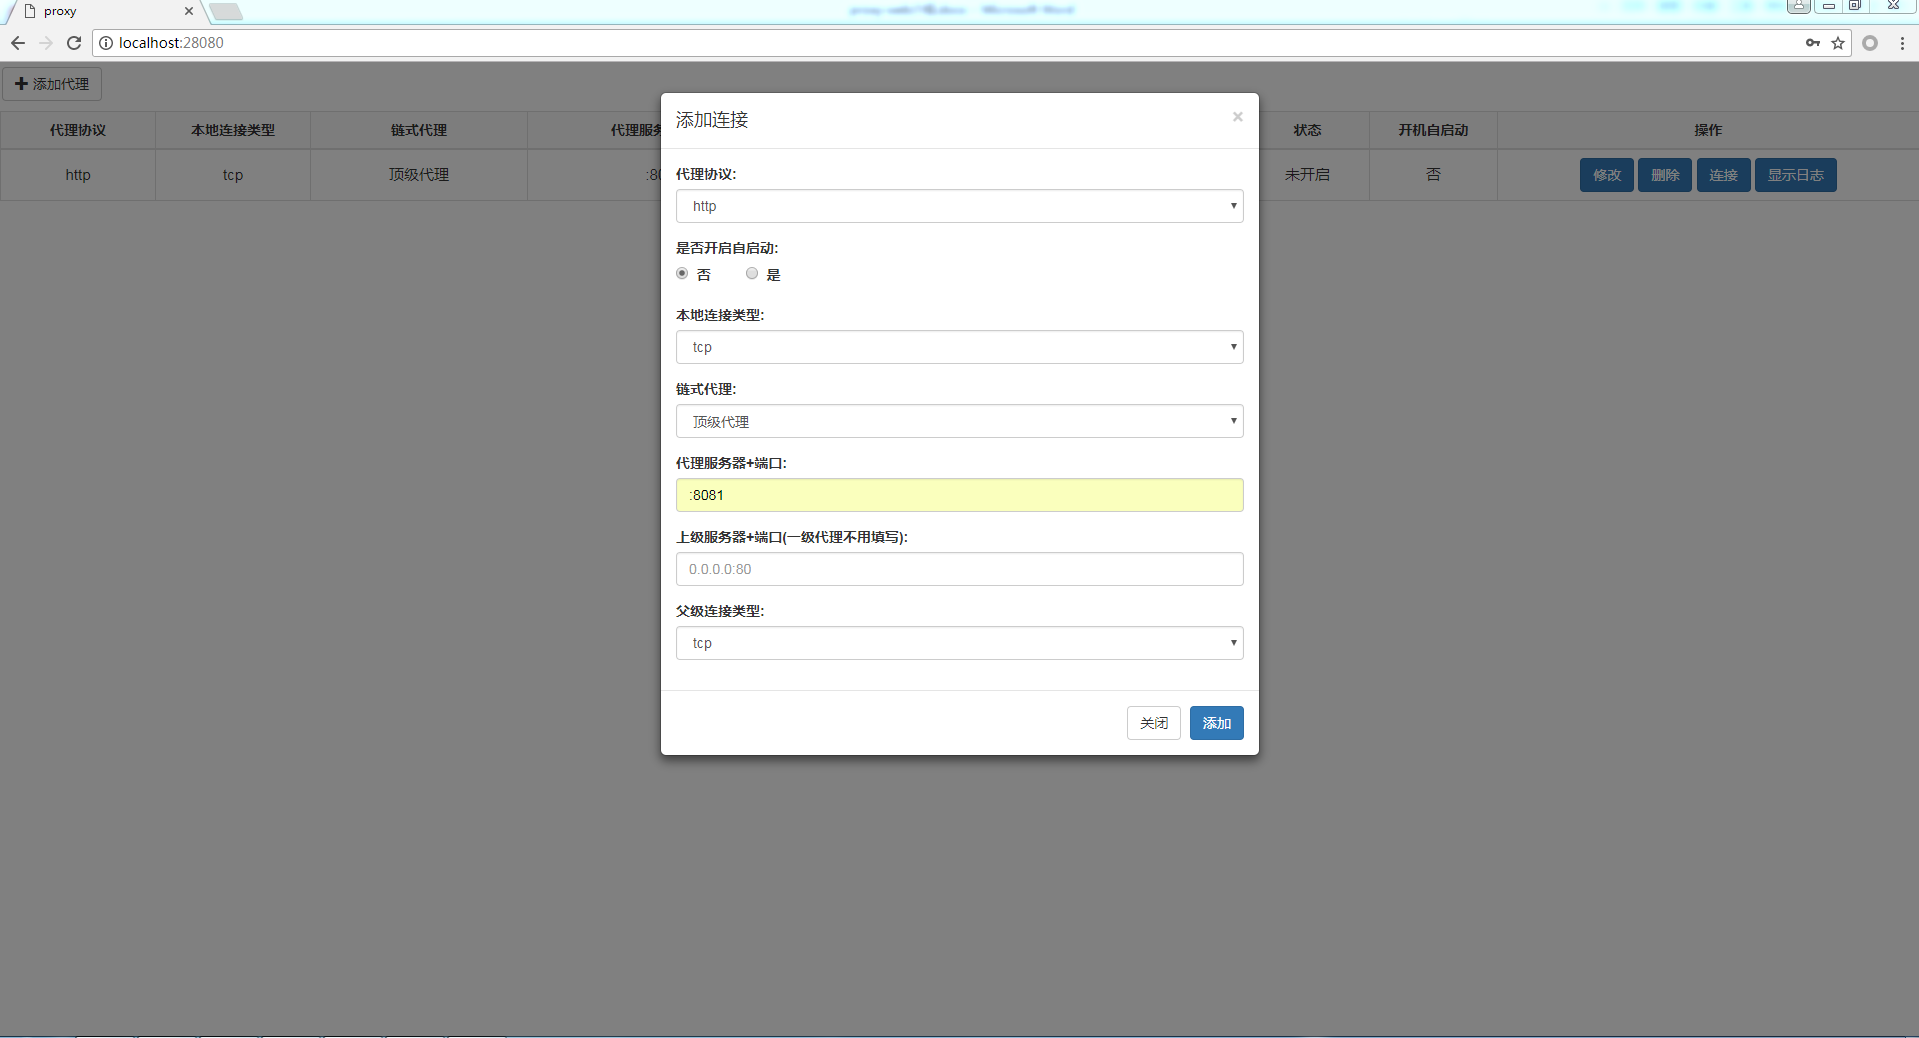 proxy
localhost:28080
添加代理
代理协议 本地连接类型 链式代理 代理服务 状态 开机自启动 操作
http tcp 顶级代理 :80 未开启 否 修改 删除 连接 显示日志
添加连接 ×
代理协议:
http
是否开启自启动:
否 是
本地连接类型:
tcp
链式代理:
顶级代理
代理服务器+端口:
:8081
上级服务器+端口(一级代理不用填写):
0.0.0.0:80
父级连接类型:
tcp
关闭 添加